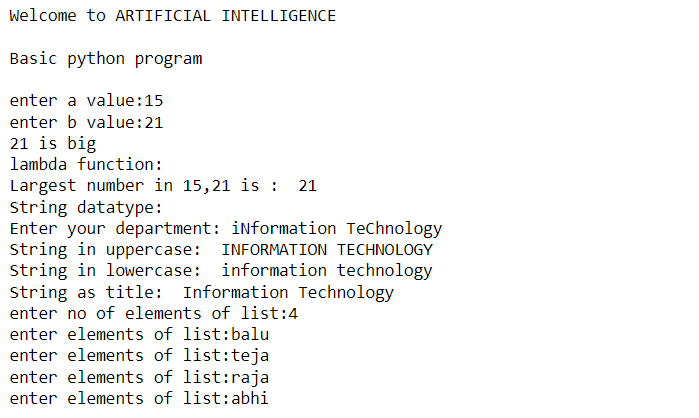 Welcome to ARTIFICIAL INTELLIGENCE
Basic python program
enter a value:15
enter b value:21
21 is big
lambda function:
Largest number in 15,21 is :  21
String datatype:
Enter your department: iNformation TeChnology
String in uppercase:  INFORMATION TECHNOLOGY
String in lowercase:  information technology
String as title:  Information Technology
enter no of elements of list:4
enter elements of list:balu
enter elements of list:teja
enter elements of list:raja
enter elements of list:abhi